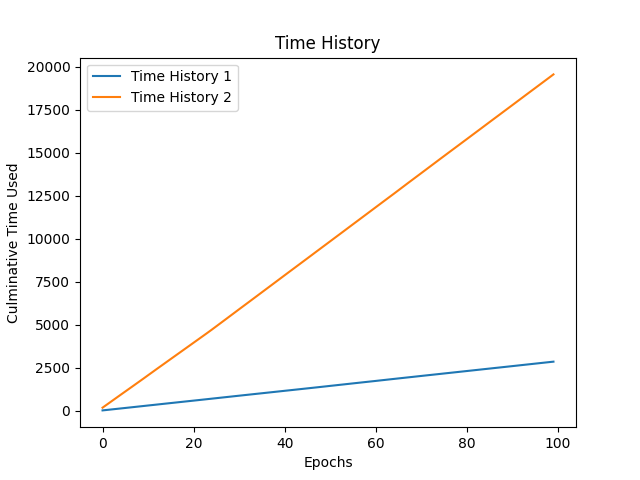 Time History
Time History 1
Time History 2
20000
17500
15000
12500
10000
7500
5000
2500
0
Culminative Time Used
0 20 40 60 80 100
Epochs